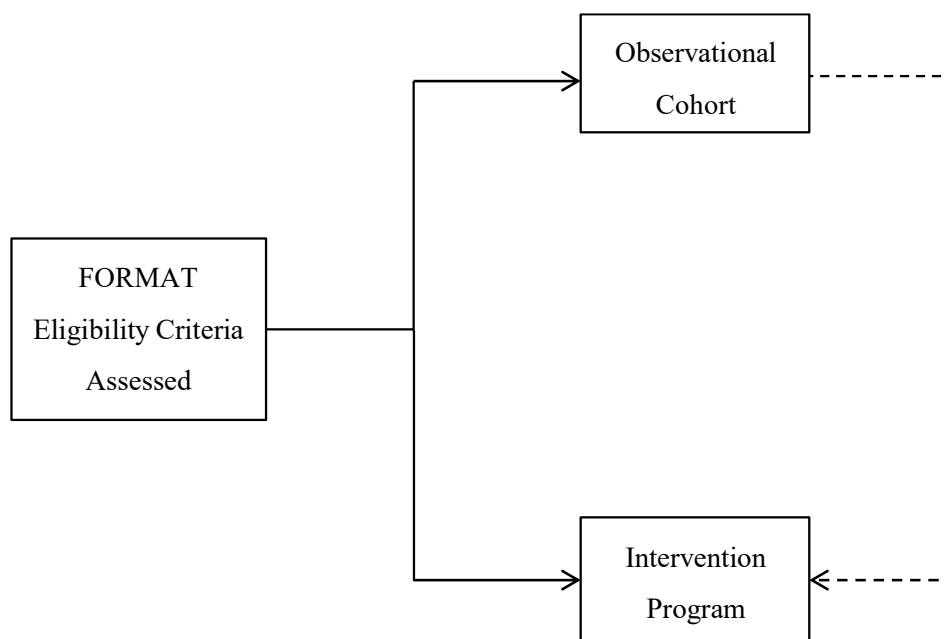 Observational
Cohort
FORMAT
Eligibility Criteria
Assessed
Intervention
Program